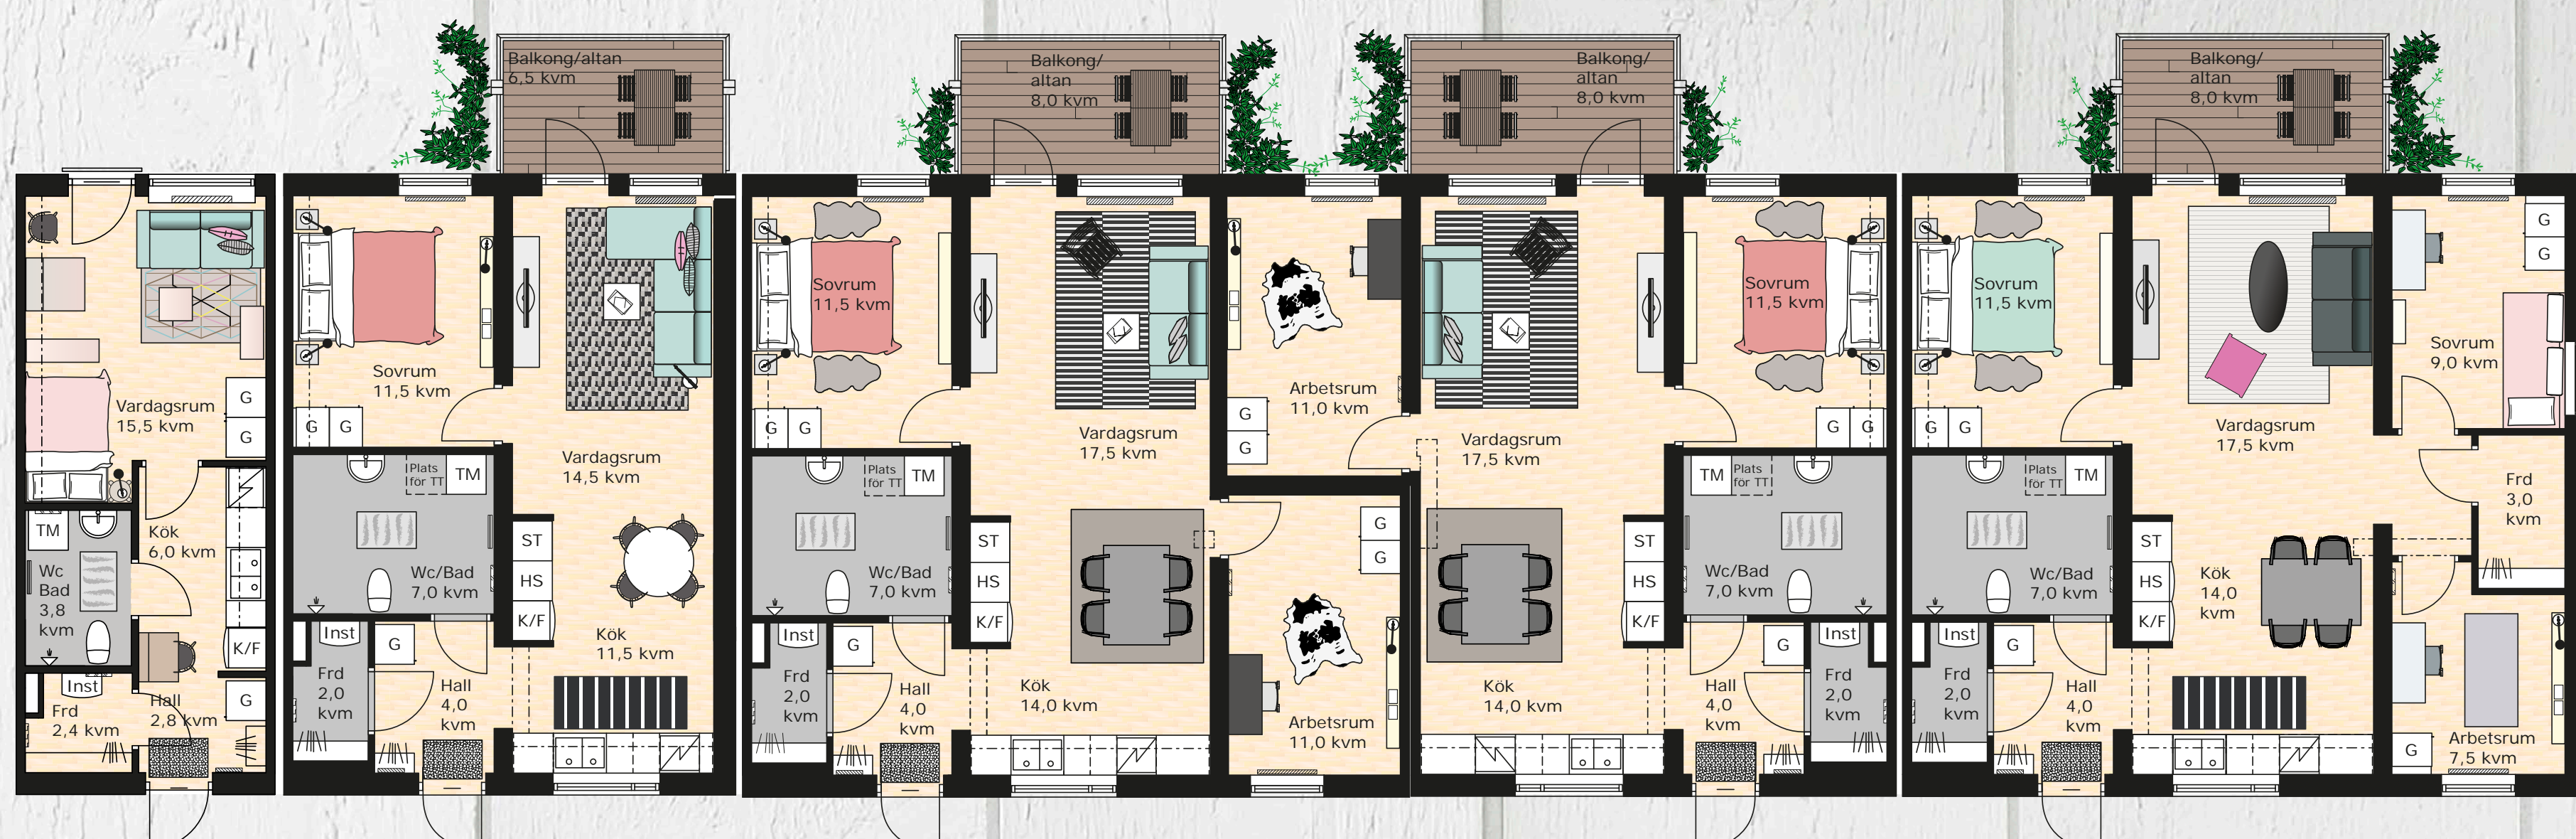 Vardagsrum
15,5 kvm
G
G
TM
Kök
6,0 kvm
Wc
Bad
3,8
kvm
K/F
Inst
Frd
2,4 kvm
Hall
2,8 kvm
G
Balkong/altan
6,5 kvm
Sovrum
11,5 kvm
G
G
Vardagsrum
14,5 kvm
Plats
för TT
TM
Wc/Bad
7,0 kvm
ST
HS
K/F
Kök
11,5 kvm
Inst
G
Frd
2,0
kvm
Hall
4,0
kvm
Balkong/
altan
8,0 kvm
Sovrum
11,5 kvm
G
G
Vardagsrum
17,5 kvm
Plats
för TT
TM
Wc/Bad
7,0 kvm
ST
HS
K/F
Inst
G
Frd
2,0
kvm
Hall
4,0
kvm
Kök
14,0 kvm
Arbetsrum
11,0 kvm
G
G
G
G
Arbetsrum
11,0 kvm
Balkong/
altan
8,0 kvm
Vardagsrum
17,5 kvm
Sovrum
11,5 kvm
G
G
TM
Plats
för TT
ST
HS
K/F
Wc/Bad
7,0 kvm
Kök
14,0 kvm
G
Inst
Hall
4,0
kvm
Frd
2,0
kvm
Balkong/
altan
8,0 kvm
Sovrum
11,5 kvm
G
G
Vardagsrum
17,5 kvm
Plats
för TT
TM
Wc/Bad
7,0 kvm
ST
HS
K/F
Kök
14,0
kvm
Inst
G
Frd
2,0
kvm
Hall
4,0
kvm
G
G
Sovrum
9,0 kvm
Frd
3,0
kvm
G
Arbetsrum
7,5 kvm